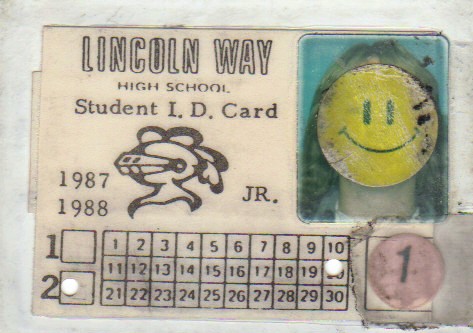 LINCOLN WAY
HIGH SCHOOL
Student I. D. Card
1987
1988
JR.
1 1 2 3 4 5 6 7 8 9 10
11 12 13 14 15 16 17 18 19
2 21 22 23 24 25 26 27 28 29 30
1